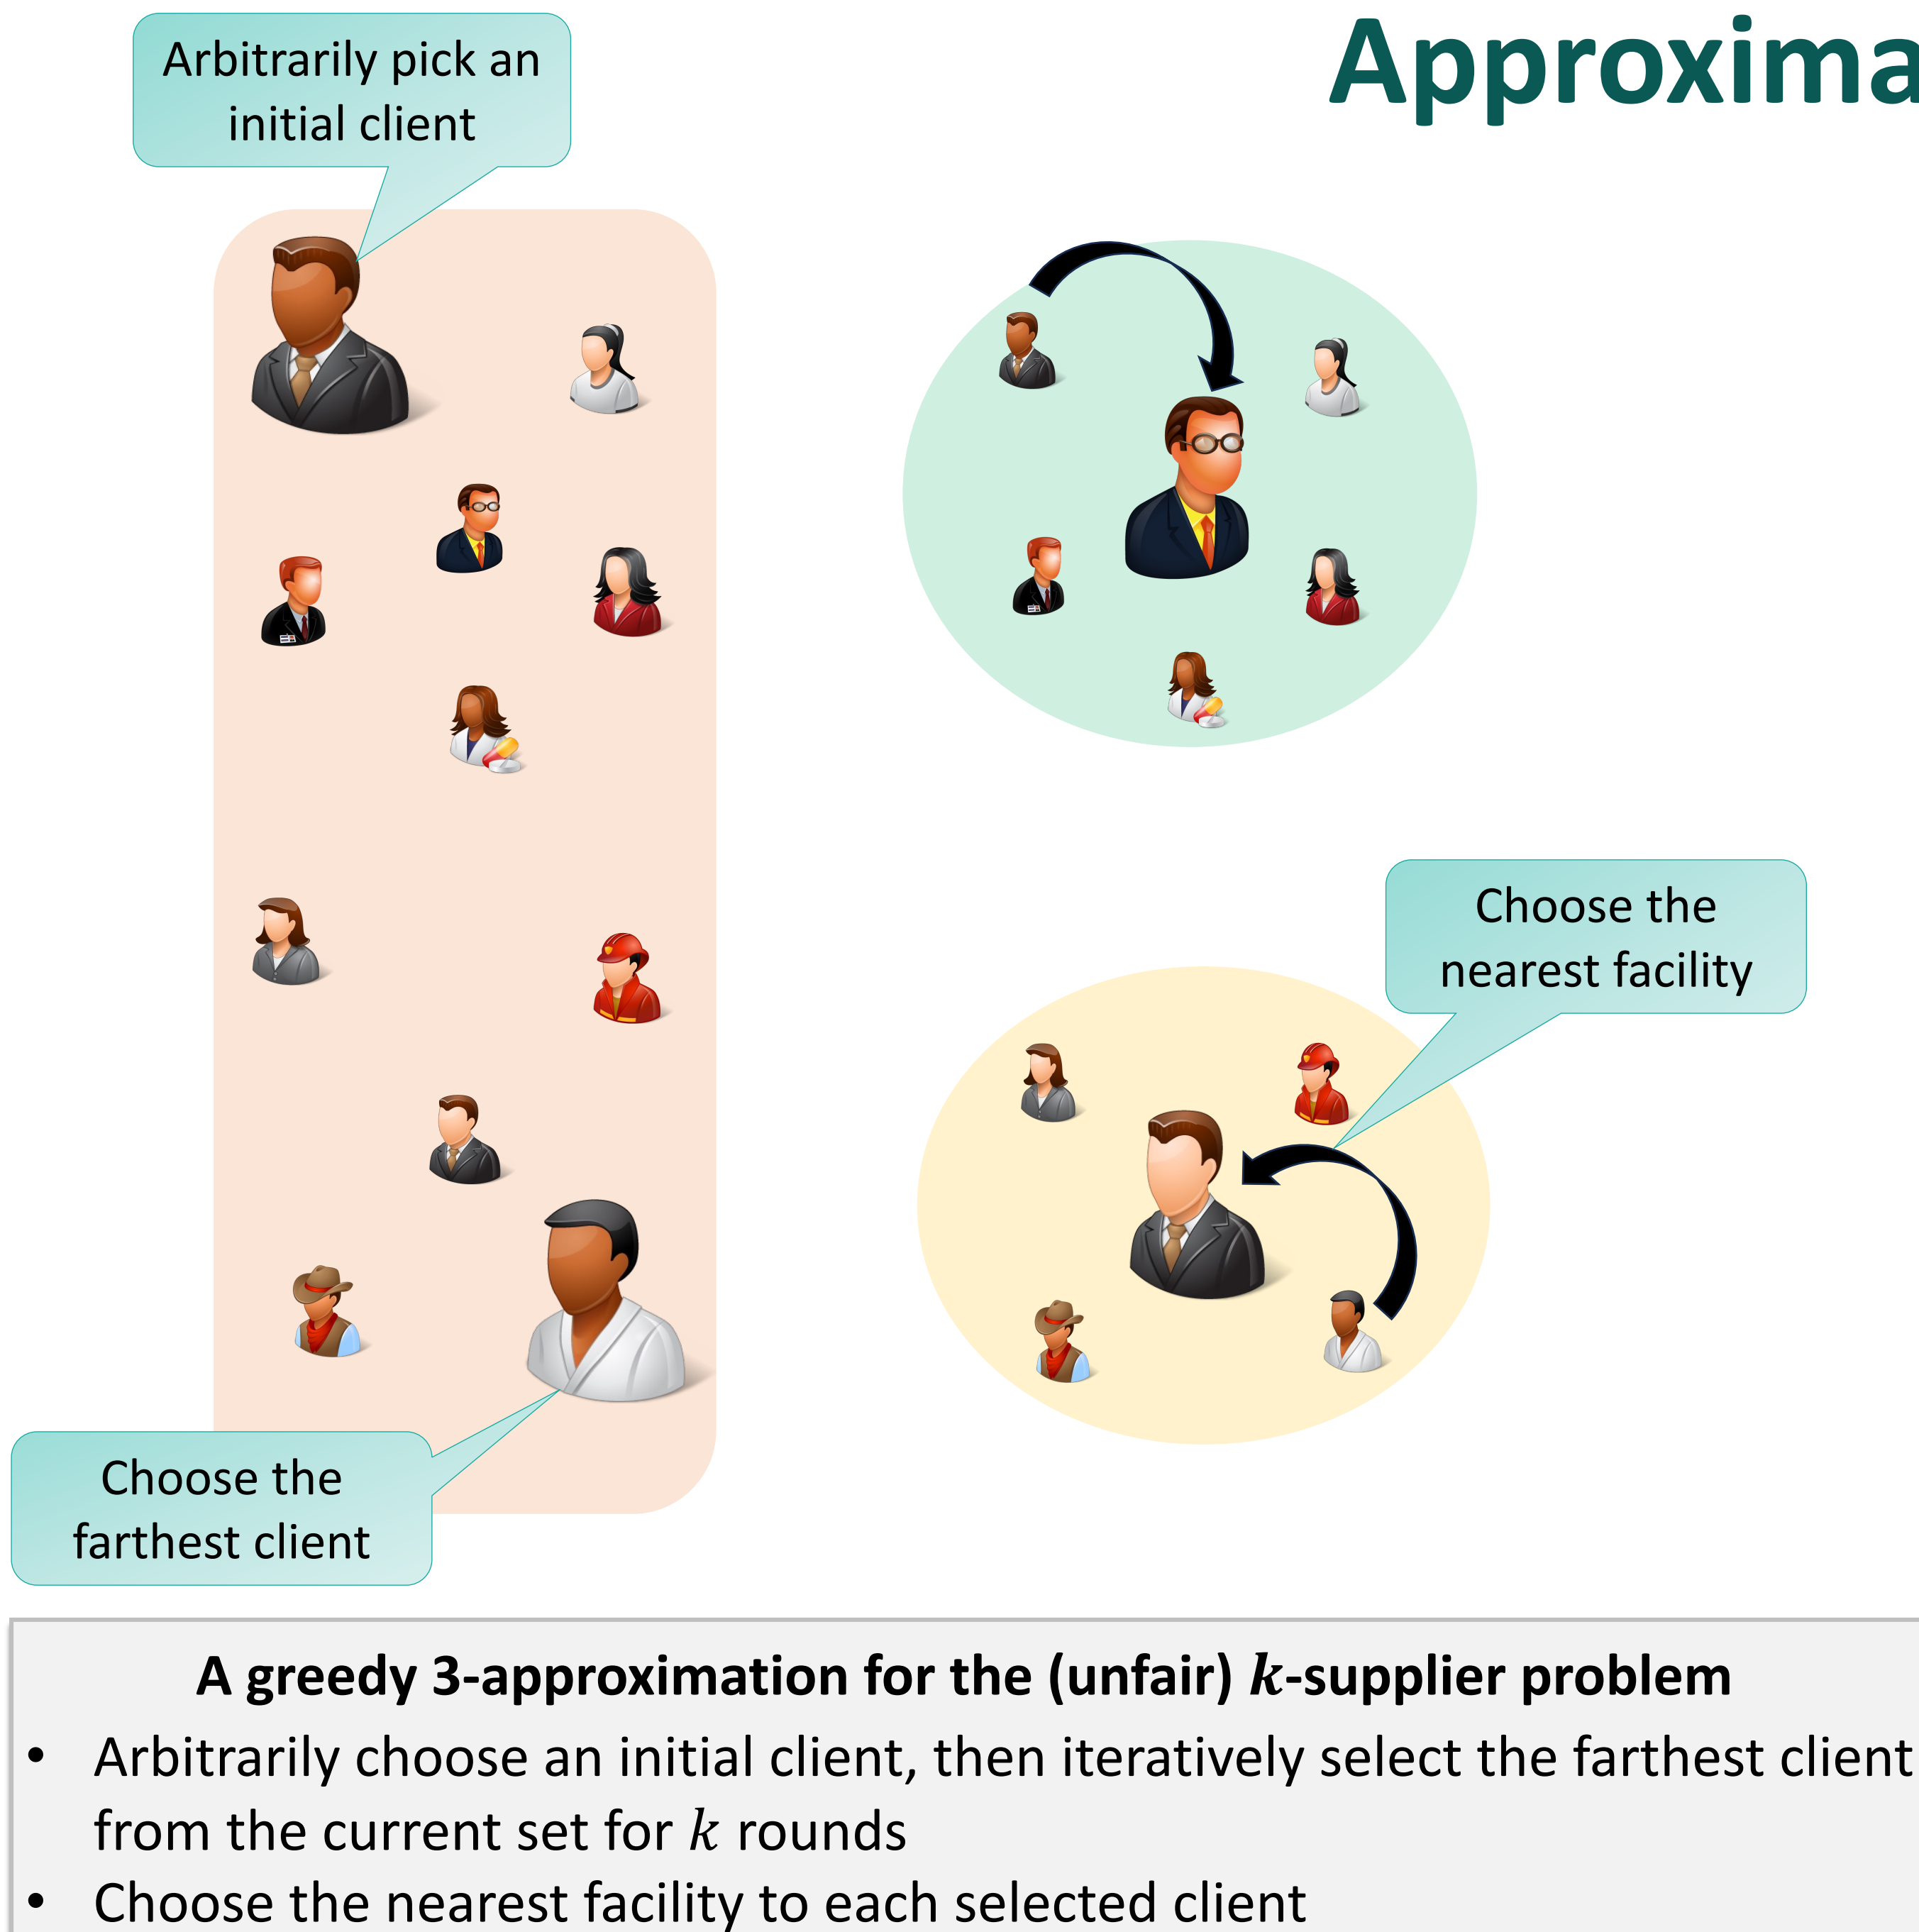 Arbitrarily pick an
initial client
Approxima
Choose the
nearest facility
Choose the
farthest client
A greedy 3-approximation for the (unfair) k-supplier problem
• Arbitrarily choose an initial client, then iteratively select the farthest client
from the current set for k rounds
• Choose the nearest facility to each selected client